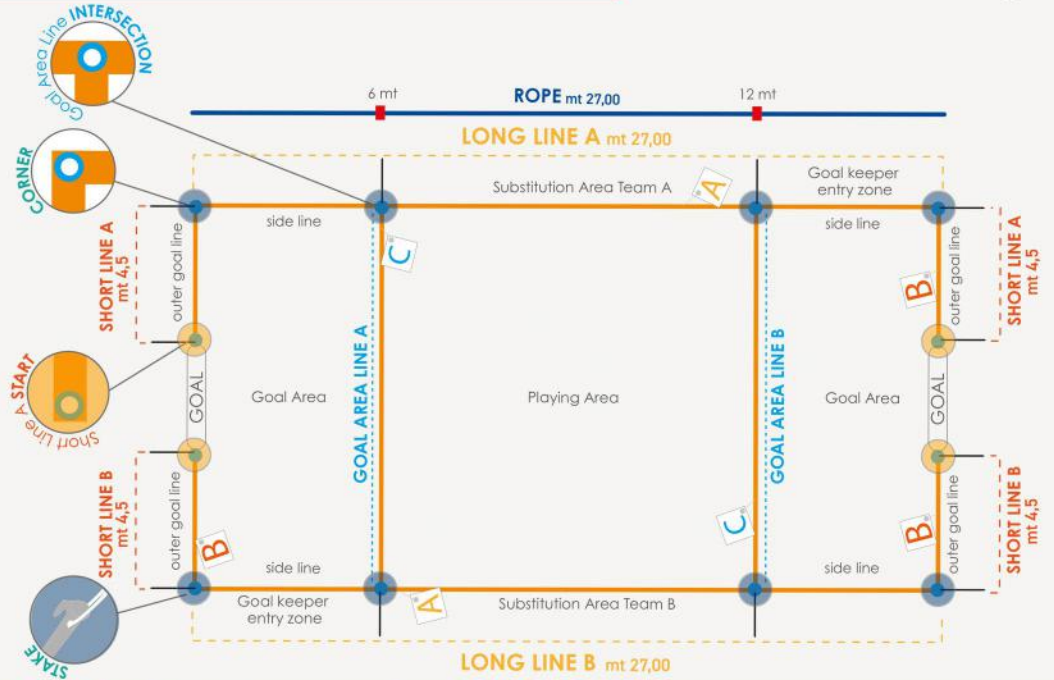 Goal Area Line INTERSECTION
6 mt
ROPE mt 27,00
12 mt
LONG LINE A mt 27,00
CORNER
Substitution Area Team A
A
Goal keeper
entry zone
side line
side line
SHORT LINE A
mt 4,5
outer goal line
C
B
outer goal line
SHORT LINE A
mt 4,5
Short Line A START
GOAL
Goal Area
GOAL AREA LINE A
Playing Area
GOAL AREA LINE B
Goal Area
GOAL
SHORT LINE B
mt 4,5
outer goal line
B
C
B
outer goal line
SHORT LINE B
mt 4,5
side line
side line
STAKE
Goal keeper
entry zone
A
Substitution Area Team B
LONG LINE B mt 27,00